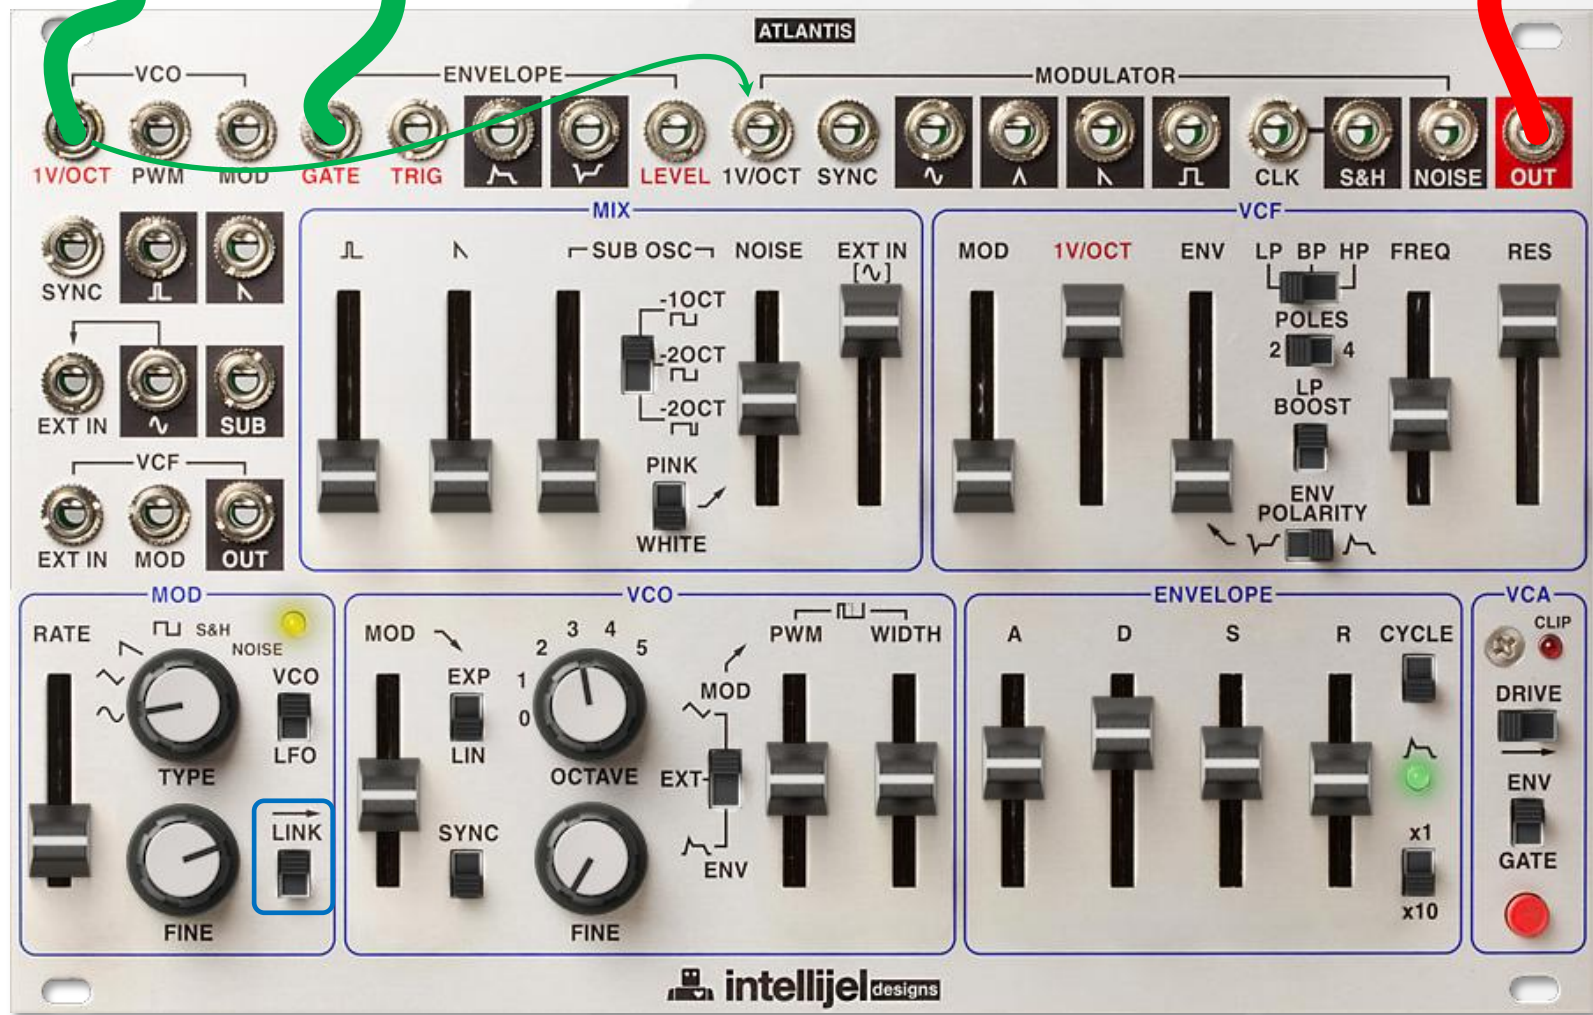 ATLANTIS
VCO
ENVELOPE
MODULATOR
1V/OCT PWM MOD GATE TRIG LEVEL 1V/OCT SYNC CLK S&H NOISE OUT
SYNC
EXT IN SUB
VCF
EXT IN MOD OUT
MIX
SUB OSC NOISE EXT IN
-1OCT
-2OCT
-2OCT
PINK
WHITE
VCF
MOD 1V/OCT ENV LP BP HP FREQ RES
POLES
2 4
LP
BOOST
ENV
POLARITY
MOD
RATE S&H
NOISE
VCO
LFO
TYPE
LINK
FINE
VCO
MOD 2 3 4 5 PWM WIDTH
EXP 1
0
LIN
OCTAVE
MOD
EXT
SYNC
ENV
FINE
ENVELOPE
A D S R CYCLE
x1
x10
VCA
CLIP
DRIVE
ENV
GATE
intellijel designs